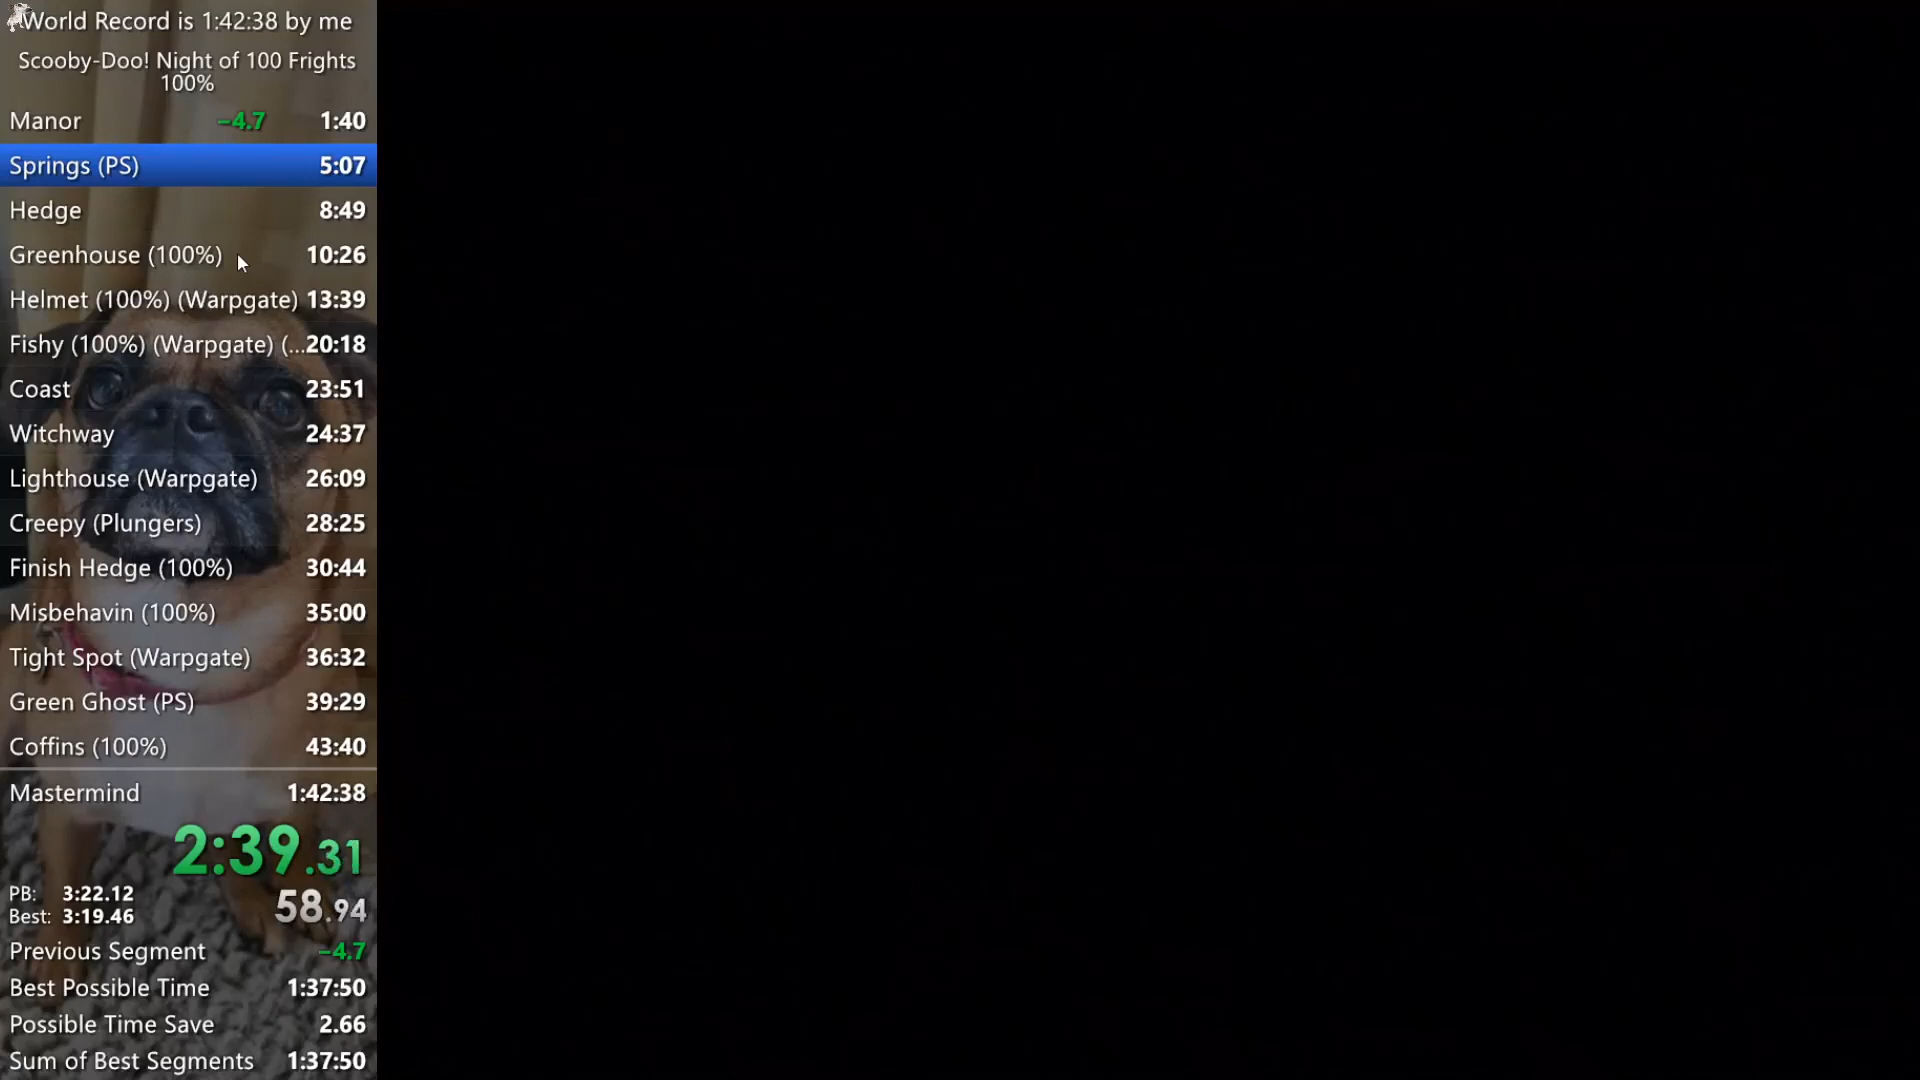 World Record is 1:42:38 by me
Scooby-Doo! Night of 100 Frights
100%
Manor -4.7 1:40
Springs (PS) 5:07
Hedge 8:49
Greenhouse (100%) 10:26
Helmet (100%) (Warpgate) 13:39
Fishy (100%) (Warpgate) (... 20:18
Coast 23:51
Witchway 24:37
Lighthouse (Warpgate) 26:09
Creepy (Plungers) 28:25
Finish Hedge (100%) 30:44
Misbehavin (100%) 35:00
Tight Spot (Warpgate) 36:32
Green Ghost (PS) 39:29
Coffins (100%) 43:40
Mastermind 1:42:38
2:39.31
PB: 3:22.12
Best: 3:19.46
58.94
Previous Segment -4.7
Best Possible Time 1:37:50
Possible Time Save 2.66
Sum of Best Segments 1:37:50